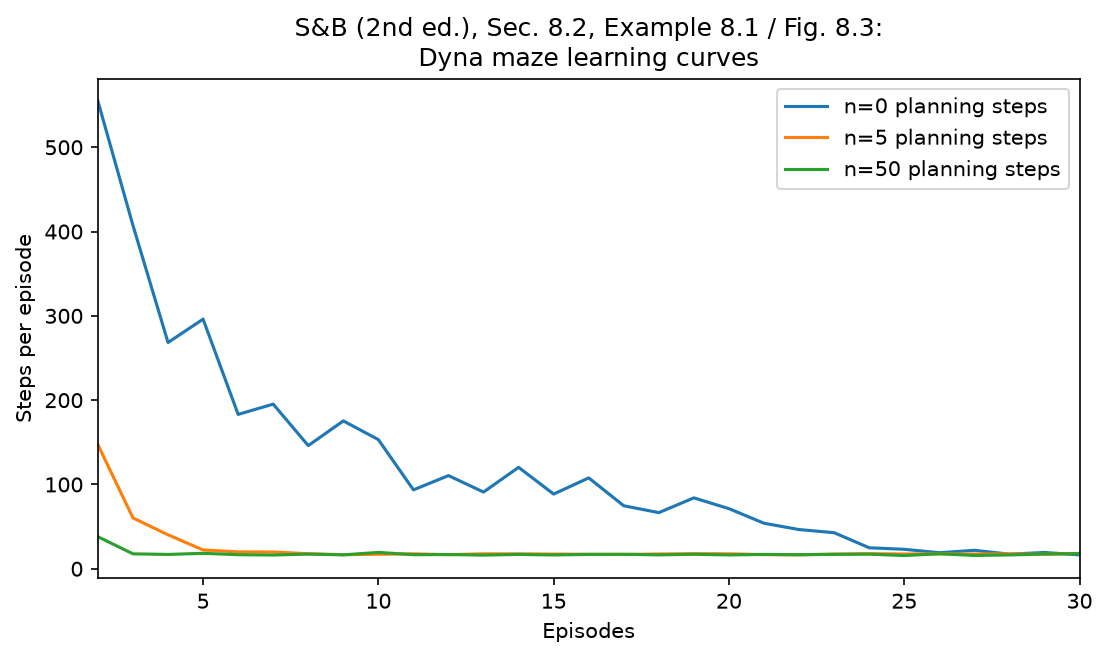 S&B (2nd ed.), Sec. 8.2, Example 8.1 / Fig. 8.3:
Dyna maze learning curves
n=0 planning steps
n=5 planning steps
n=50 planning steps
Steps per episode
500
400
300
200
100
0
5
10
15
20
25
30
Episodes